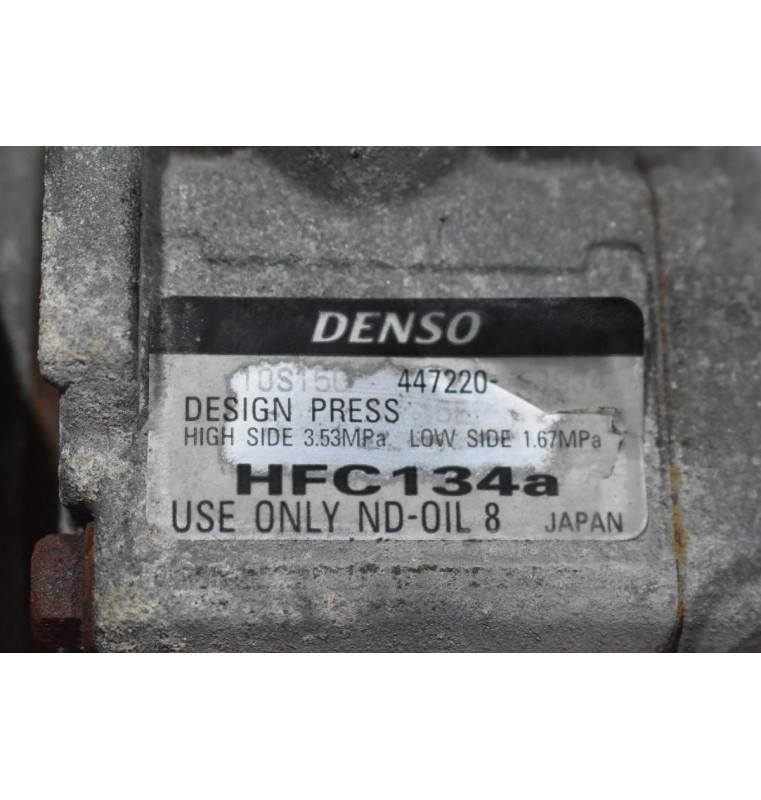 DENSO
10S15C 447220-
DESIGN PRESS
HIGH SIDE 3.53MPa LOW SIDE 1.67MPa
HFC134a
USE ONLY ND-OIL 8 JAPAN